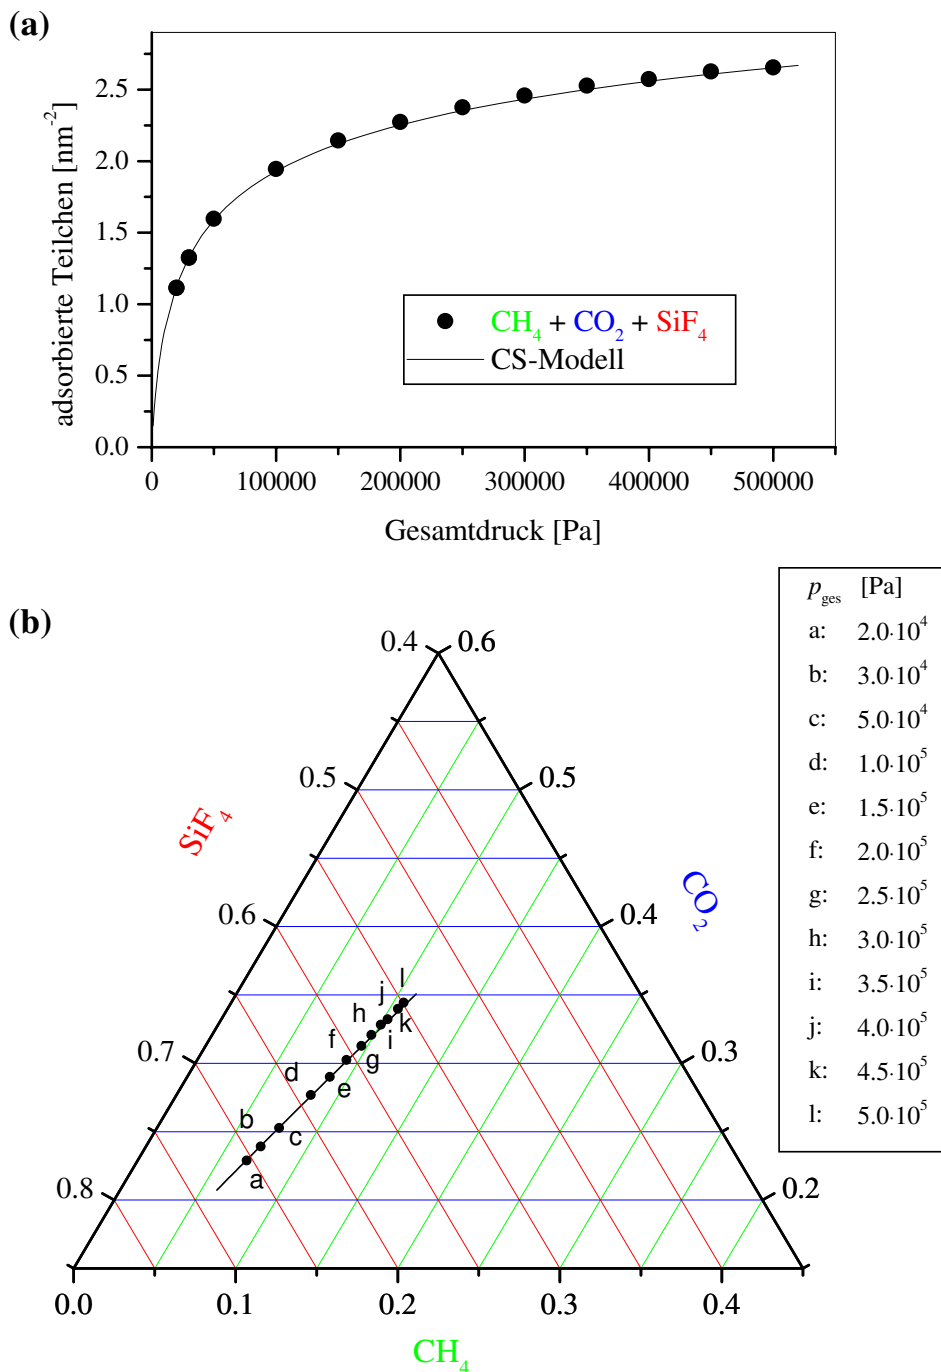 (a)
2.5
2.0
1.5
1.0
0.5
0.0
adsorbierte Teilchen [nm⁻²]
CH₄ + CO₂ + SiF₄
CS-Modell
0 100000 200000 300000 400000 500000
Gesamtdruck [Pa]
(b)
p_ges [Pa]
a: 2.0·10⁴
b: 3.0·10⁴
c: 5.0·10⁴
d: 1.0·10⁵
e: 1.5·10⁵
f: 2.0·10⁵
g: 2.5·10⁵
h: 3.0·10⁵
i: 3.5·10⁵
j: 4.0·10⁵
k: 4.5·10⁵
l: 5.0·10⁵
0.4 0.6
0.5 0.5
SiF₄
CO₂
0.6 0.4
l
j
h k
f i
0.7 g 0.3
d e
b c
a
0.8 0.2
0.0 0.1 0.2 0.3 0.4
CH₄